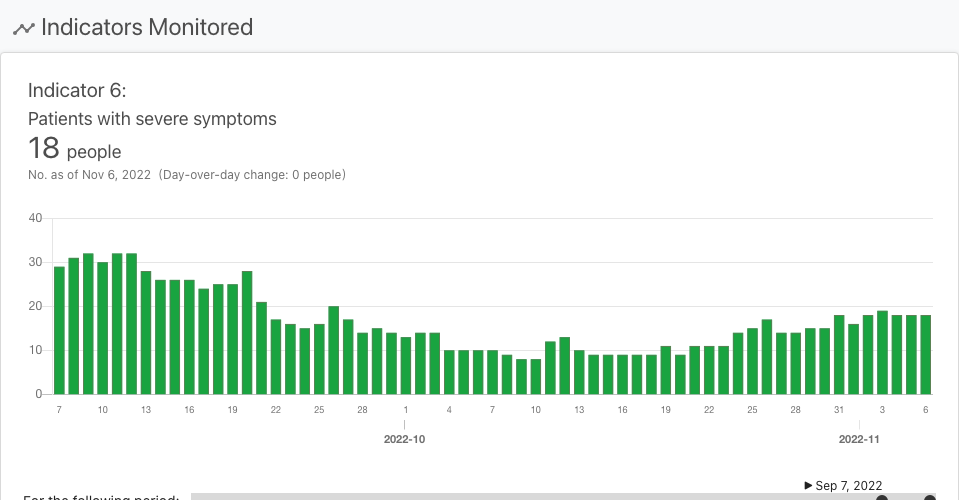 Indicators Monitored
Indicator 6:
Patients with severe symptoms
18 people
No. as of Nov 6, 2022 (Day-over-day change: 0 people)
40
30
20
10
0
7 10 13 16 19 22 25 28 1 4 7 10 13 16 19 22 25 28 31 3 6
2022-10 2022-11
▶ Sep 7, 2022
For the following period: